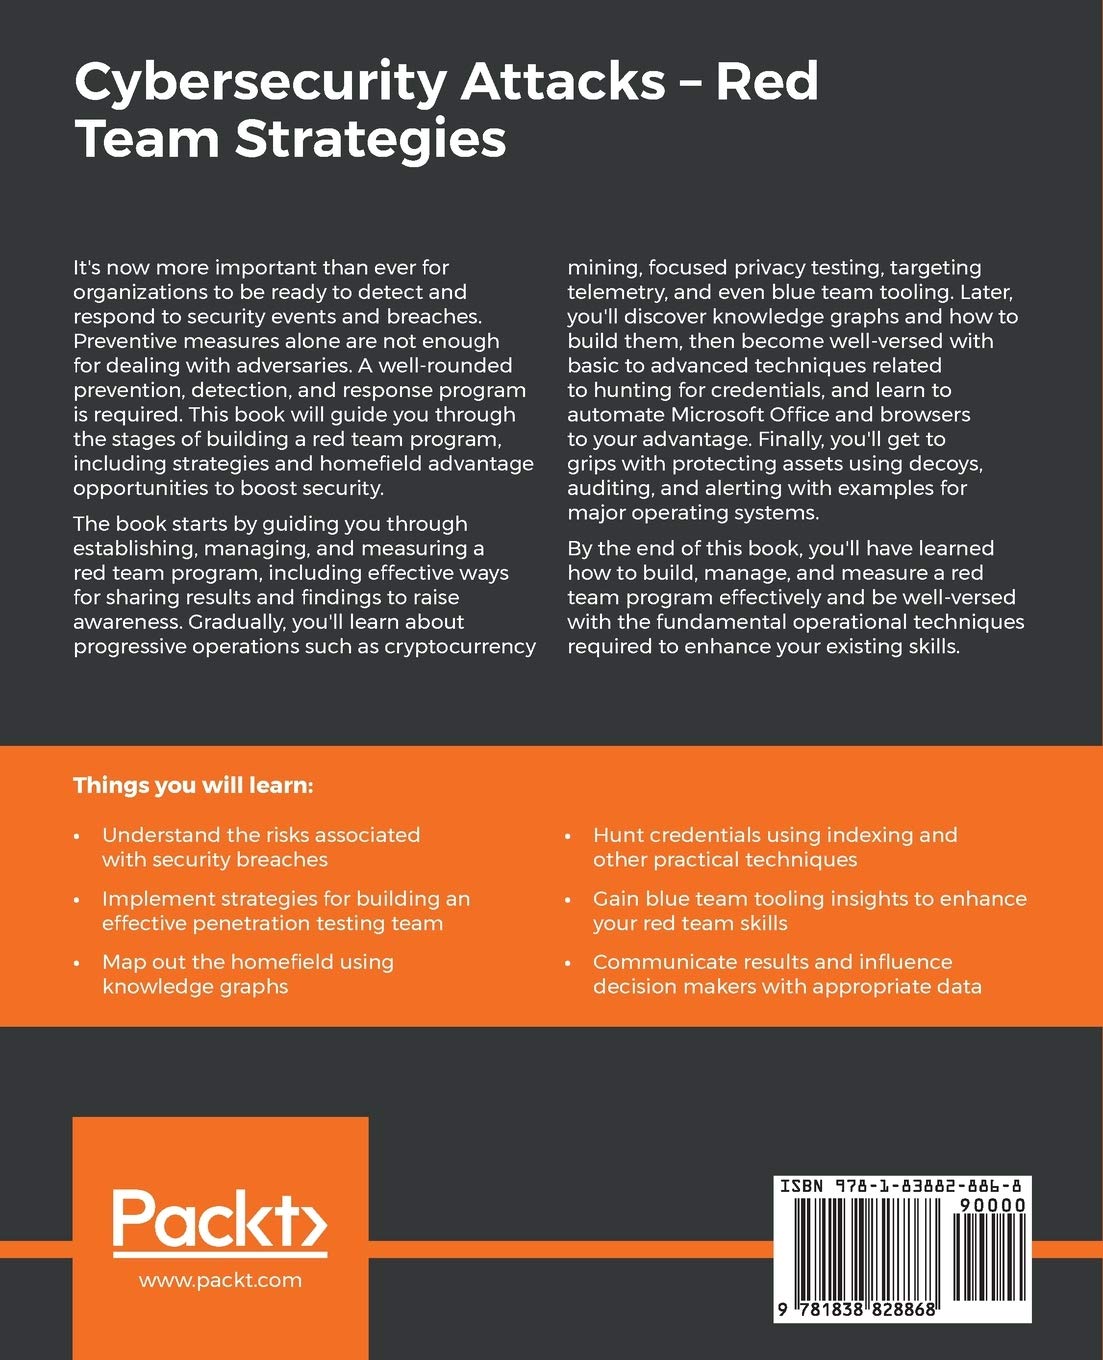 Cybersecurity Attacks – Red
Team Strategies
It's now more important than ever for
organizations to be ready to detect and
respond to security events and breaches.
Preventive measures alone are not enough
for dealing with adversaries. A well-rounded
prevention, detection, and response program
is required. This book will guide you through
the stages of building a red team program,
including strategies and homefield advantage
opportunities to boost security.
The book starts by guiding you through
establishing, managing, and measuring a
red team program, including effective ways
for sharing results and findings to raise
awareness. Gradually, you'll learn about
progressive operations such as cryptocurrency
mining, focused privacy testing, targeting
telemetry, and even blue team tooling. Later,
you'll discover knowledge graphs and how to
build them, then become well-versed with
basic to advanced techniques related
to hunting for credentials, and learn to
automate Microsoft Office and browsers
to your advantage. Finally, you'll get to
grips with protecting assets using decoys,
auditing, and alerting with examples for
major operating systems.
By the end of this book, you'll have learned
how to build, manage, and measure a red
team program effectively and be well-versed
with the fundamental operational techniques
required to enhance your existing skills.
Things you will learn:
• Understand the risks associated
with security breaches
• Implement strategies for building an
effective penetration testing team
• Map out the homefield using
knowledge graphs
• Hunt credentials using indexing and
other practical techniques
• Gain blue team tooling insights to enhance
your red team skills
• Communicate results and influence
decision makers with appropriate data
Packt>
www.packt.com
ISBN 978-1-83882-886-8
90000
9 781838 828868